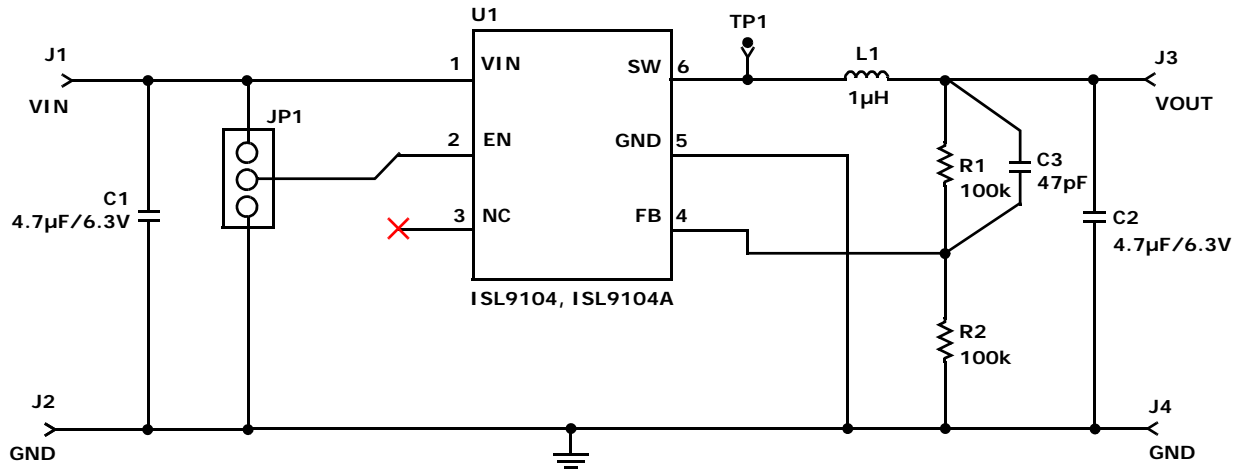 U1
TP1
J1
VIN
1
VIN
SW
6
L1
1µH
J3
VOUT
JP1
2
EN
GND
5
R1
100k
C3
47pF
C1
4.7µF/6.3V
3
NC
FB
4
C2
4.7µF/6.3V
ISL9104, ISL9104A
R2
100k
J2
GND
J4
GND